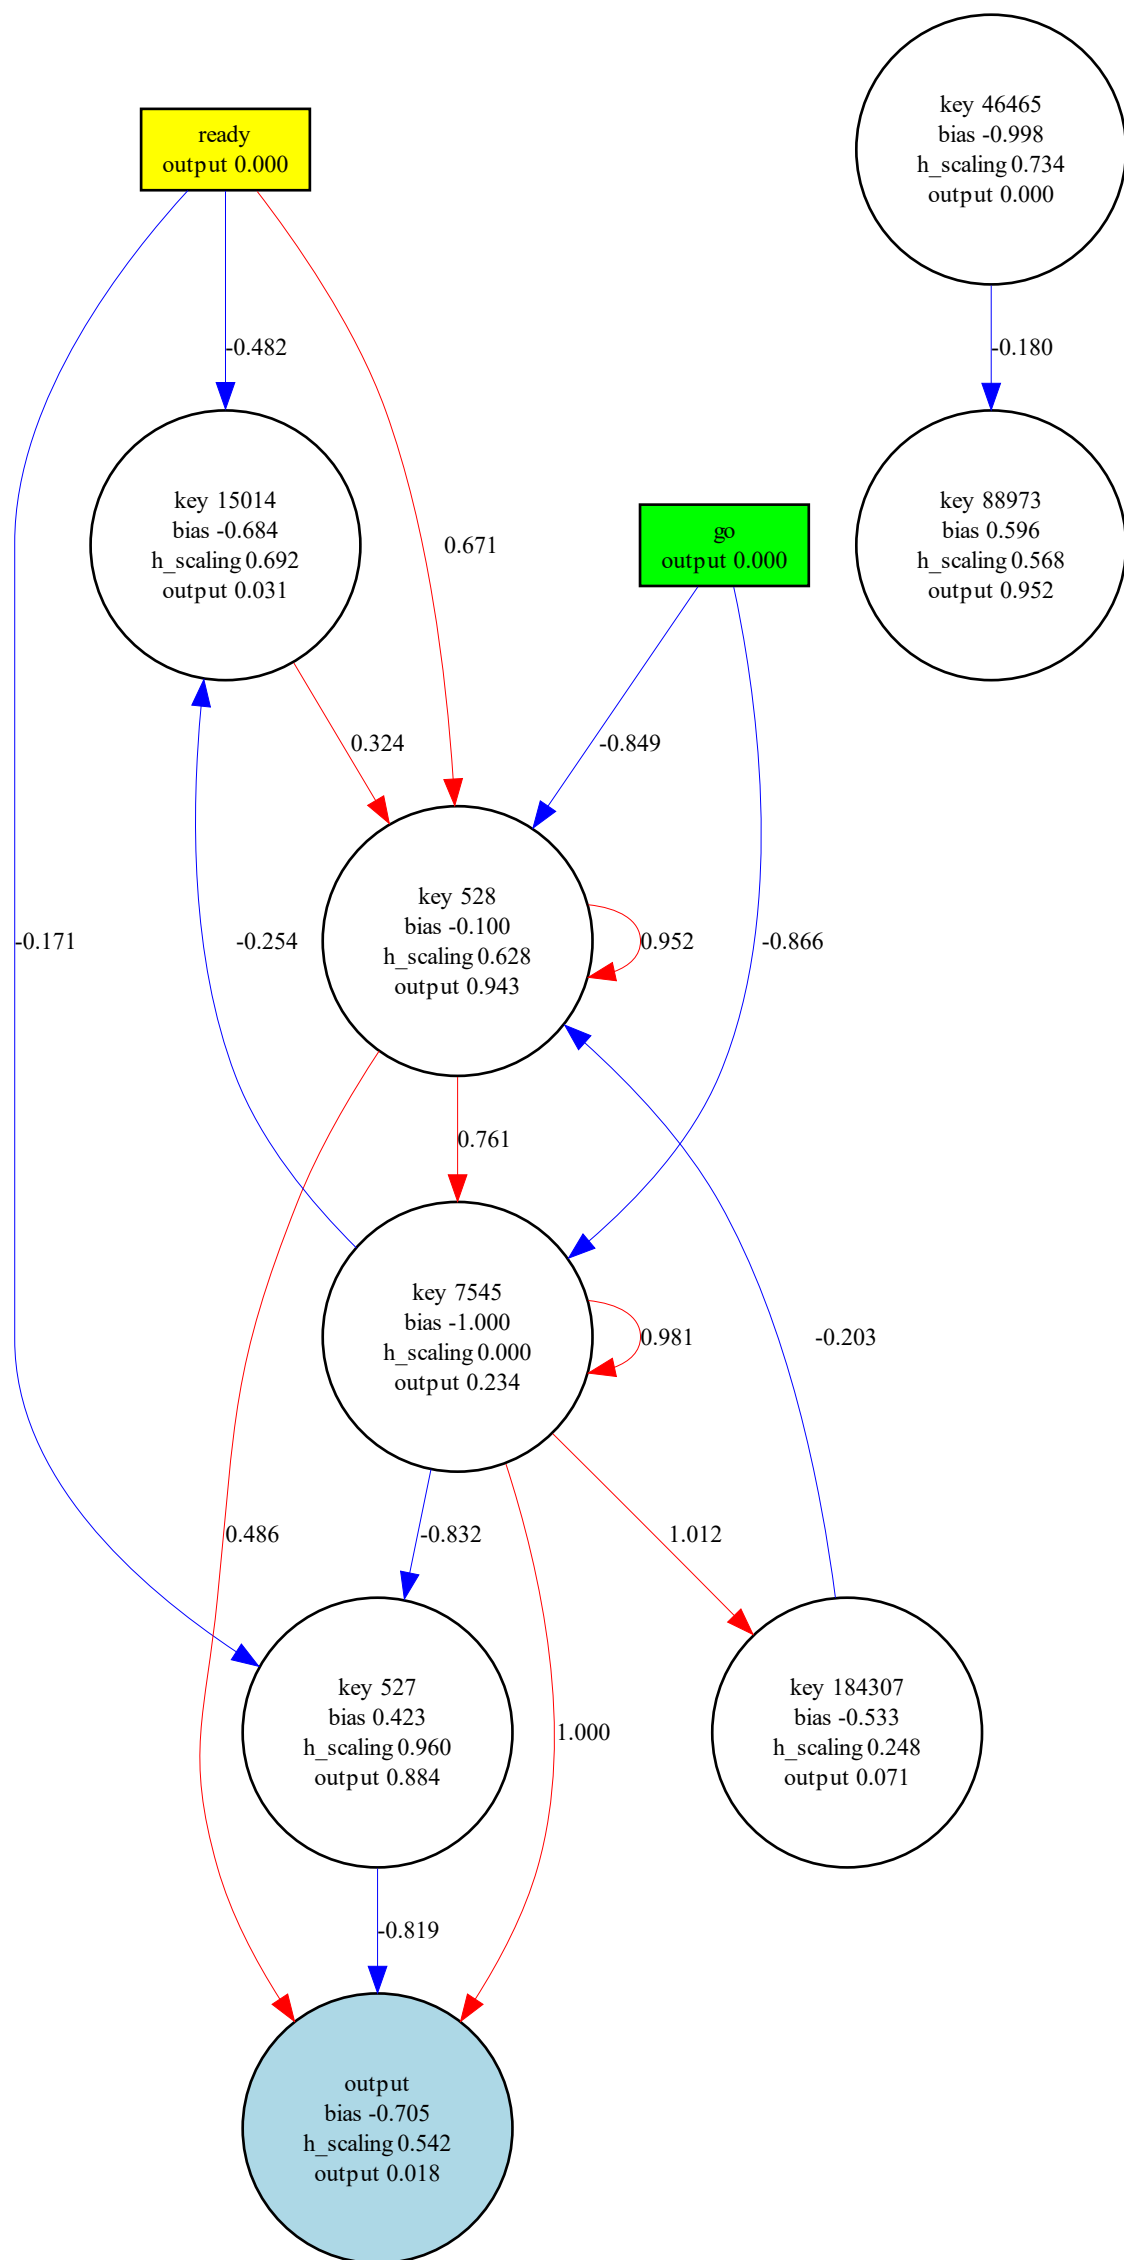 key 46465
bias -0.998
h_scaling 0.734
output 0.000
ready
output 0.000
-0.482
-0.180
key 15014
bias -0.684
h_scaling 0.692
output 0.031
0.671
go
output 0.000
key 88973
bias 0.596
h_scaling 0.568
output 0.952
0.324
-0.849
key 528
bias -0.100
h_scaling 0.628
output 0.943
-0.171
-0.254
0.952
-0.866
0.761
key 7545
bias -1.000
h_scaling 0.000
output 0.234
0.981
-0.203
0.486
-0.832
1.012
key 527
bias 0.423
h_scaling 0.960
output 0.884
1.000
key 184307
bias -0.533
h_scaling 0.248
output 0.071
-0.819
output
bias -0.705
h_scaling 0.542
output 0.018